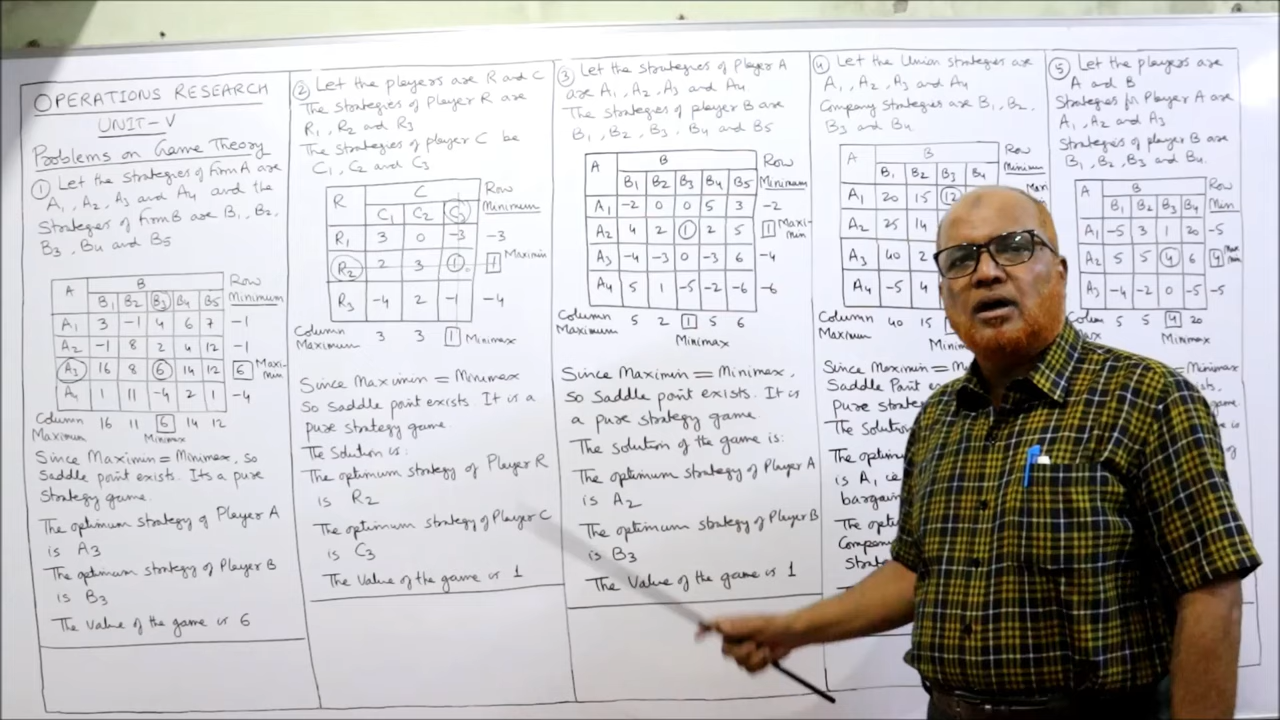 OPERATIONS RESEARCH
UNIT-V
Problems on Game Theory
① Let the strategies of firm A are
A1, A2, A3 and A4 and the
Strategies of firm B are B1, B2,
B3, B4 and B5
A B Row
B1 B2 B3 B4 B5 Minimum
A1 3 -1 4 6 7 -1
A2 -1 8 2 4 12 -1
A3 16 8 6 14 12 6 Maxi-
min
A4 1 11 -4 2 1 -4
Column 16 11 6 14 12
Maximum Minimax
Since Maximin = Minimax, so
Saddle point exists. Its a pure
Strategy game.
The optimum strategy of Player A
is A3
The optimum strategy of Player B
is B3
The value of the game is 6
② Let the players are R and C
The strategies of Player R are
R1, R2 and R3
The strategies of player C be
C1, C2 and C3
R C Row
C1 C2 C3 Minimum
R1 3 0 -3 -3
R2 2 3 1 1 Maximin
R3 -4 2 -1 -4
Column 3 3 1 Minimax
Maximum
Since Maximin = Minimax
So Saddle point exists. It is a
pure strategy game.
The Solution is:
The optimum strategy of Player R
is R2
The optimum strategy of Player C
is C3
The value of the game is 1
③ Let the strategies of Player A
are A1, A2, A3 and A4
The strategies of player B are
B1, B2, B3, B4 and B5
A B Row
B1 B2 B3 B4 B5 Minimum
A1 -2 0 0 5 3 -2
A2 4 2 1 2 5 1 Maxi-
min
A3 -4 -3 0 -3 6 -4
A4 5 1 -5 -2 -6 -6
Column 5 2 1 5 6
Maximum Minimax
Since Maximin = Minimax,
so Saddle point exists. It is
a pure strategy game.
The solution of the game is:
The optimum strategy of Player A
is A2
The optimum strategy of Player B
is B3
The value of the game is 1
④ Let the Union strategies are
A1, A2, A3 and A4
Company strategies are B1, B2,
B3 and B4
A B Row
B1 B2 B3 B4 Minimum
A1 20 15 12
A2 25 14
A3 40 2
A4 -5 4
Column 40 15
Maximum
Since Maximin =
Saddle Point
Pure strategy
The
The
is A1
The
⑤ Let the players are
A and B
Strategies for Player A are
A1, A2 and A3
Strategies of player B are
B1, B2, B3 and B4
A B Row
B1 B2 B3 B4 Min
A1 -5 3 1 20 -5
A2 5 5 4 6 4
A3 -4 -2 0 -5 -5
5 5 4 20
Minimax
Minimax
game